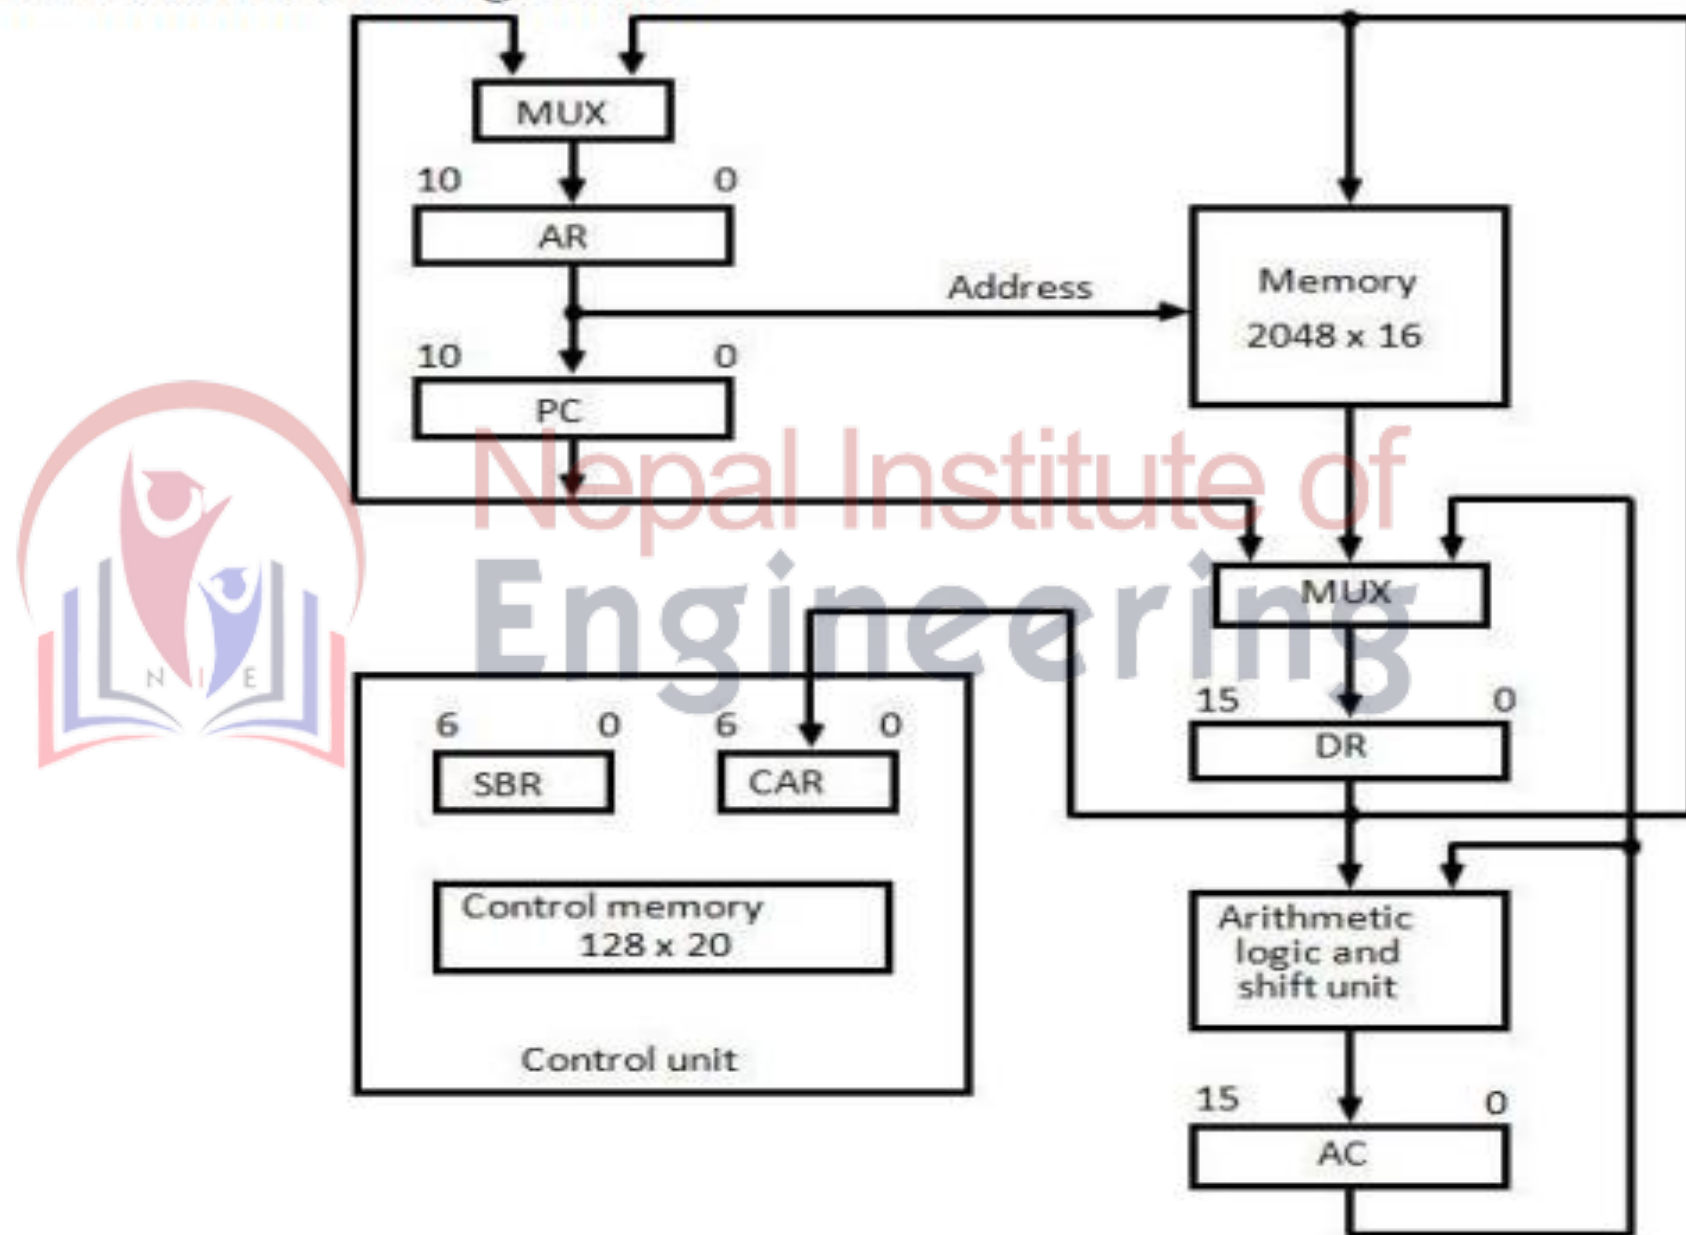 MUX
10 0
AR
Address
Memory
2048 x 16
10 0
PC
Nepal Institute of
Engineering
N I E
MUX
15 0
DR
6 0 6 0
SBR CAR
Control memory
128 x 20
Control unit
Arithmetic
logic and
shift unit
15 0
AC